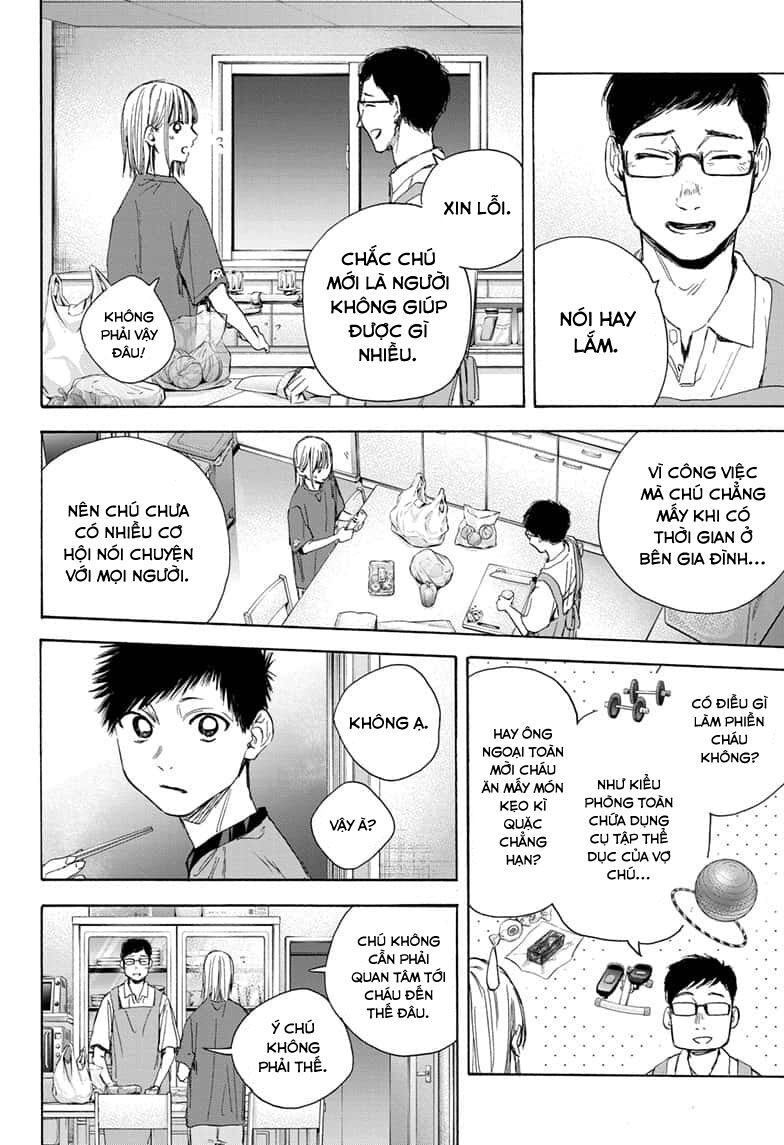 NÓI HAY
LẮM.
XIN LỖI.
CHẮC CHÚ
MỚI LÀ NGƯỜI
KHÔNG GIÚP
ĐƯỢC GÌ
NHIỀU.
KHÔNG
PHẢI VẬY
ĐÂU!
VÌ CÔNG VIỆC
MÀ CHÚ CHẲNG
MẤY KHI CÓ
THỜI GIAN Ở
BÊN GIA ĐÌNH...
NÊN CHÚ CHƯA
CÓ NHIỀU CƠ
HỘI NÓI CHUYỆN
VỚI MỌI NGƯỜI.
CÓ ĐIỀU GÌ
LÀM PHIỀN
CHÁU
KHÔNG?
NHƯ KIỂU
PHÒNG TOÀN
CHỨA DỤNG
CỤ TẬP THỂ
DỤC CỦA VỢ
CHÚ...
HAY ÔNG
NGOẠI TOÀN
MỜI CHÁU
ĂN MẤY MÓN
KẸO KÌ
QUẶC
CHẲNG
HẠN?
KHÔNG Ạ.
VẬY À?
CHÚ KHÔNG
CẦN PHẢI
QUAN TÂM TỚI
CHÁU ĐẾN
THẾ ĐÂU.
Ý CHÚ
KHÔNG
PHẢI THẾ.